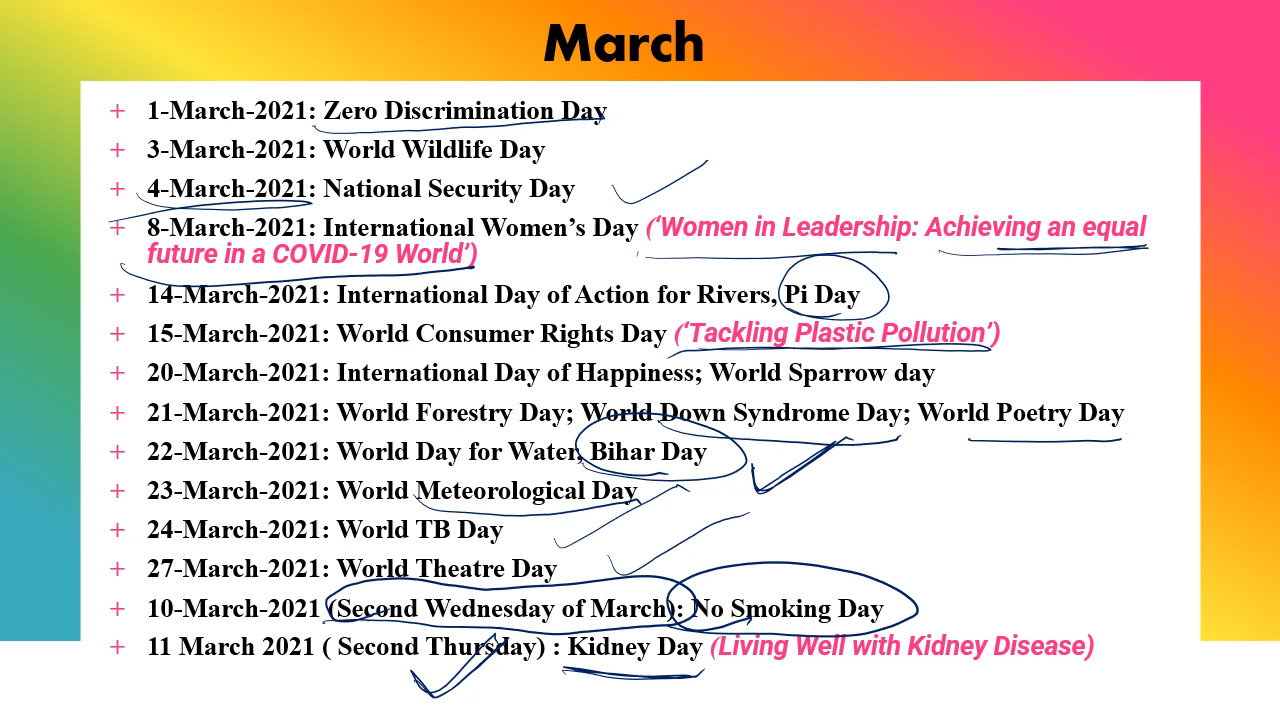 March
+ 1-March-2021: Zero Discrimination Day
+ 3-March-2021: World Wildlife Day
+ 4-March-2021: National Security Day
+ 8-March-2021: International Women’s Day (‘Women in Leadership: Achieving an equal
future in a COVID-19 World’)
+ 14-March-2021: International Day of Action for Rivers, Pi Day
+ 15-March-2021: World Consumer Rights Day (‘Tackling Plastic Pollution’)
+ 20-March-2021: International Day of Happiness; World Sparrow day
+ 21-March-2021: World Forestry Day; World Down Syndrome Day; World Poetry Day
+ 22-March-2021: World Day for Water, Bihar Day
+ 23-March-2021: World Meteorological Day
+ 24-March-2021: World TB Day
+ 27-March-2021: World Theatre Day
+ 10-March-2021 (Second Wednesday of March): No Smoking Day
+ 11 March 2021 ( Second Thursday) : Kidney Day (Living Well with Kidney Disease)